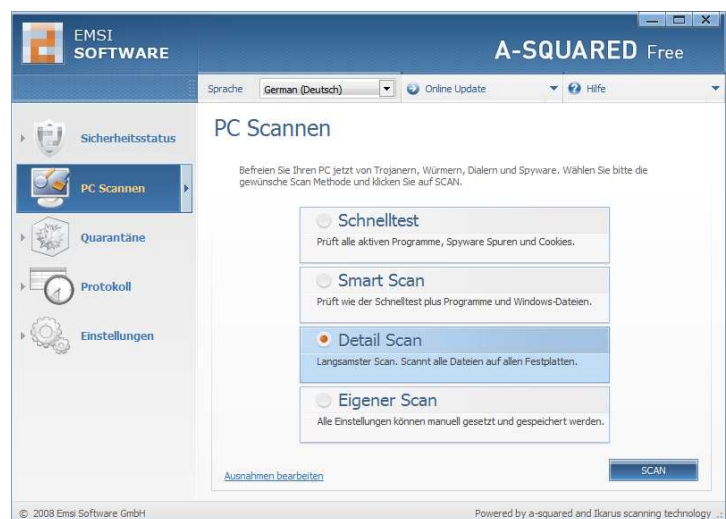 EMSI
SOFTWARE
A-SQUARED Free
Sprache German (Deutsch) Online Update Hilfe
Sicherheitsstatus
PC Scannen
Quarantäne
Protokoll
Einstellungen
PC Scannen
Befreien Sie Ihren PC jetzt von Trojanern, Würmern, Dialern und Spyware. Wählen Sie bitte die
gewünsche Scan Methode und klicken Sie auf SCAN.
Schnelltest
Prüft alle aktiven Programme, Spyware Spuren und Cookies.
Smart Scan
Prüft wie der Schnelltest plus Programme und Windows-Dateien.
Detail Scan
Langsamster Scan. Scannt alle Dateien auf allen Festplatten.
Eigener Scan
Alle Einstellungen können manuell gesetzt und gespeichert werden.
Ausnahmen bearbeiten
SCAN
© 2008 Emsi Software GmbH
Powered by a-squared and Ikarus scanning technology